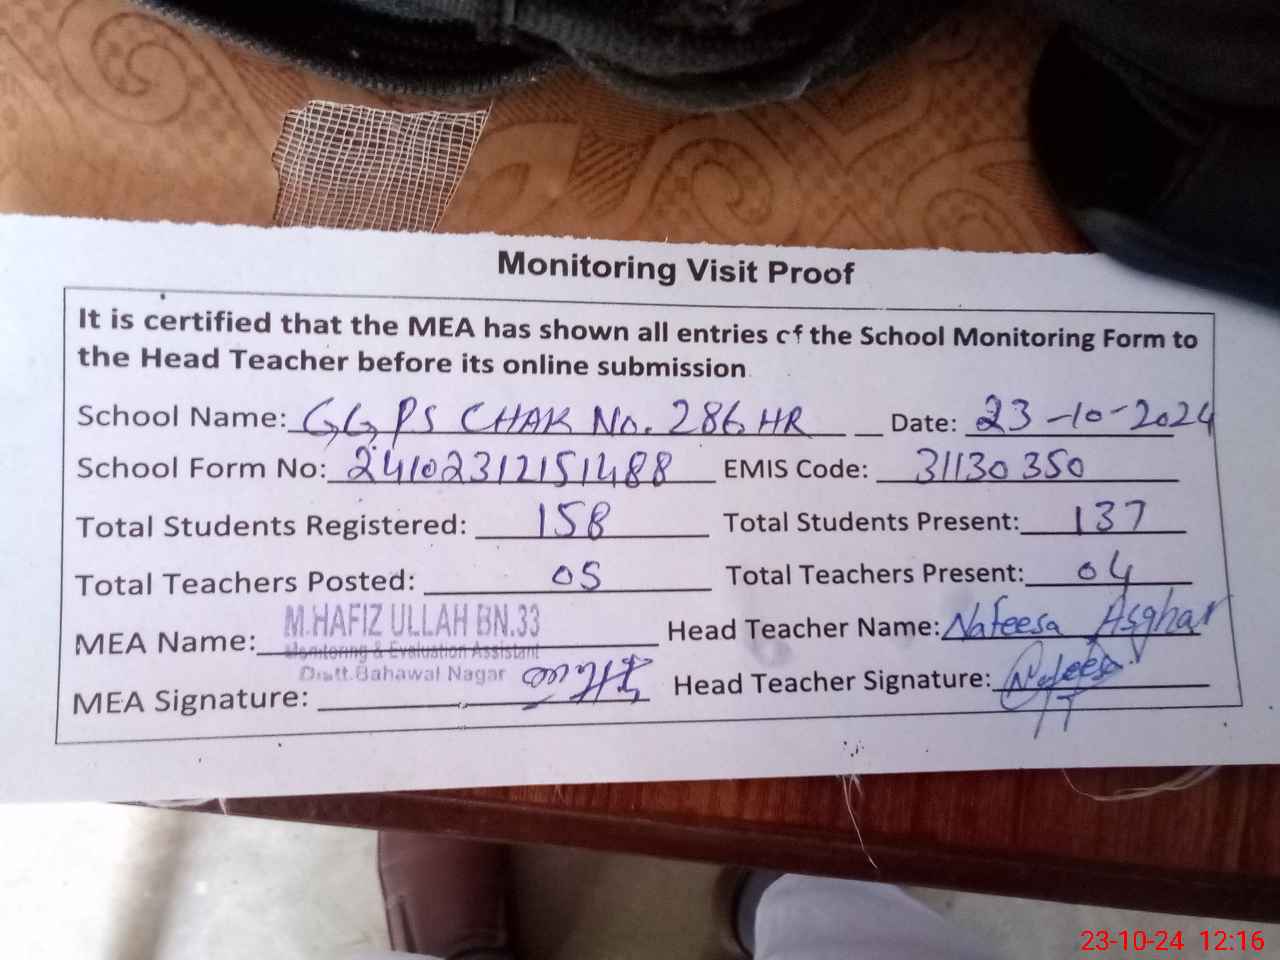 Monitoring Visit Proof
It is certified that the MEA has shown all entries of the School Monitoring Form to
the Head Teacher before its online submission
School Name: GGPS CHAK No. 286 HR Date: 23-10-2024
School Form No: 24102312151488 EMIS Code: 31130350
Total Students Registered: 158 Total Students Present: 137
Total Teachers Posted: 05 Total Teachers Present: 04
MEA Name: M.HAFIZ ULLAH BN.33 Head Teacher Name: Nafeesa Asghar
Monitoring & Evaluation Assistant
Distt. Bahawal Nagar
MEA Signature: Head Teacher Signature: Nafeesa
23-10-24 12:16